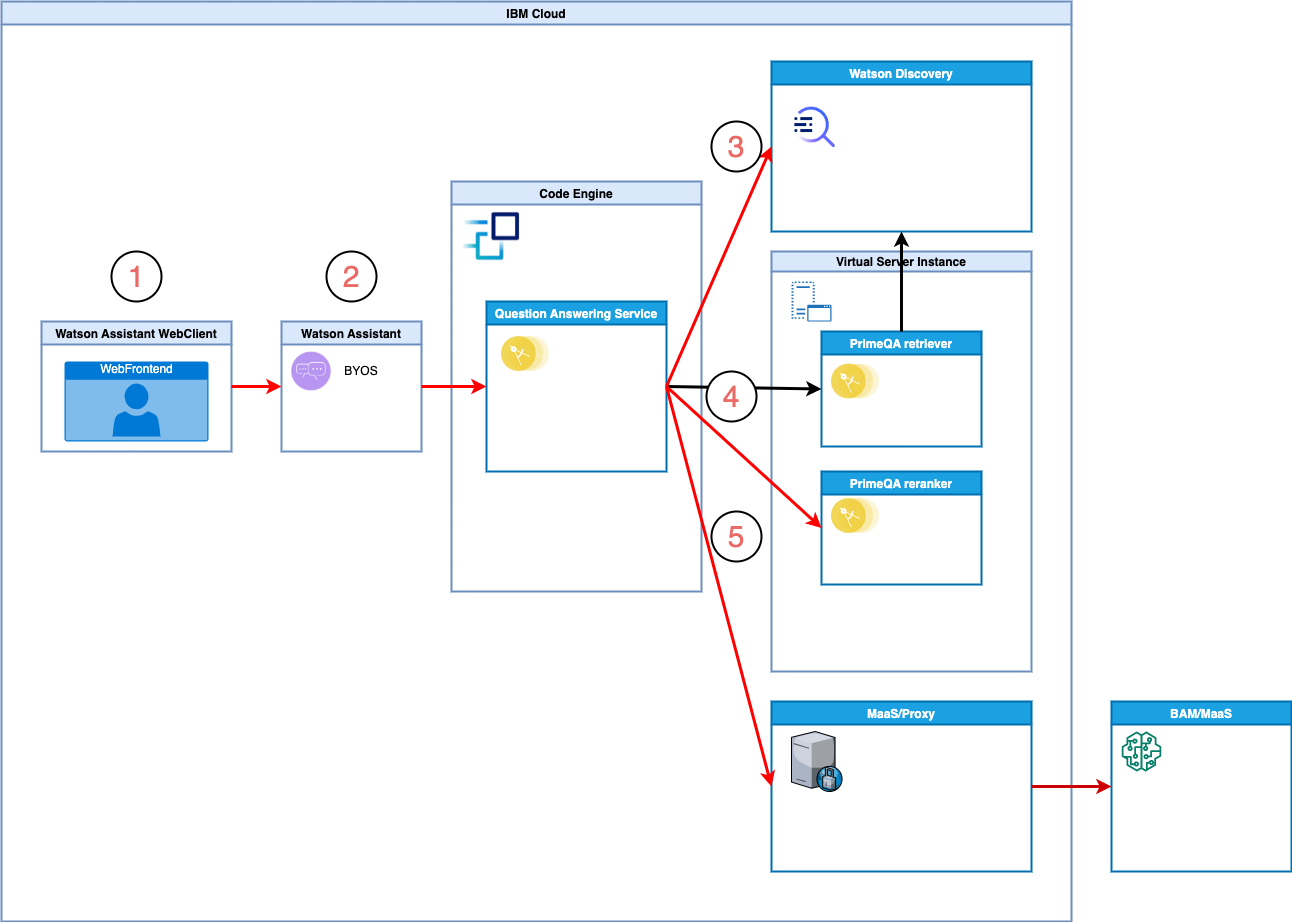 IBM Cloud
Watson Discovery
3
Code Engine
1
2
Virtual Server Instance
Question Answering Service
Watson Assistant WebClient
WebFrontend
Watson Assistant
BYOS
PrimeQA retriever
4
PrimeQA reranker
5
MaaS/Proxy
BAM/MaaS